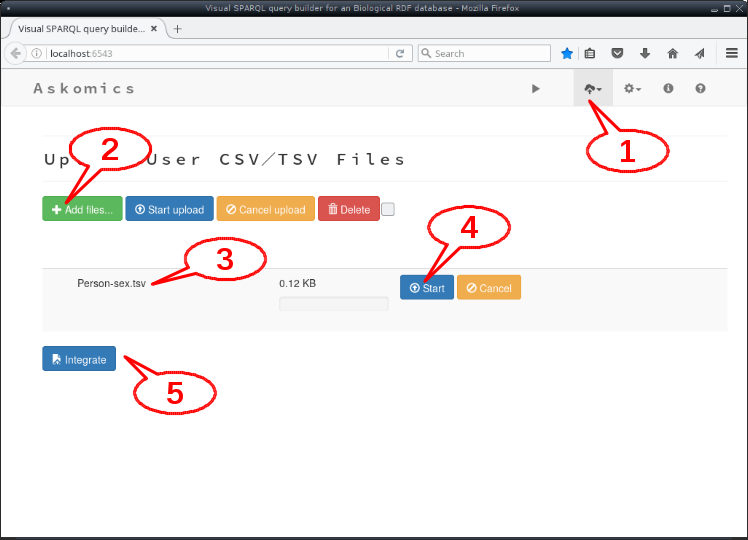 Visual SPARQL query builder for an Biological RDF database - Mozilla Firefox
Visual SPARQL query builde...
localhost:6543
Search
Askomics
1
2
Up User CSV/TSV Files
Add files... Start upload Cancel upload Delete
3
4
Person-sex.tsv 0.12 KB Start Cancel
Integrate
5